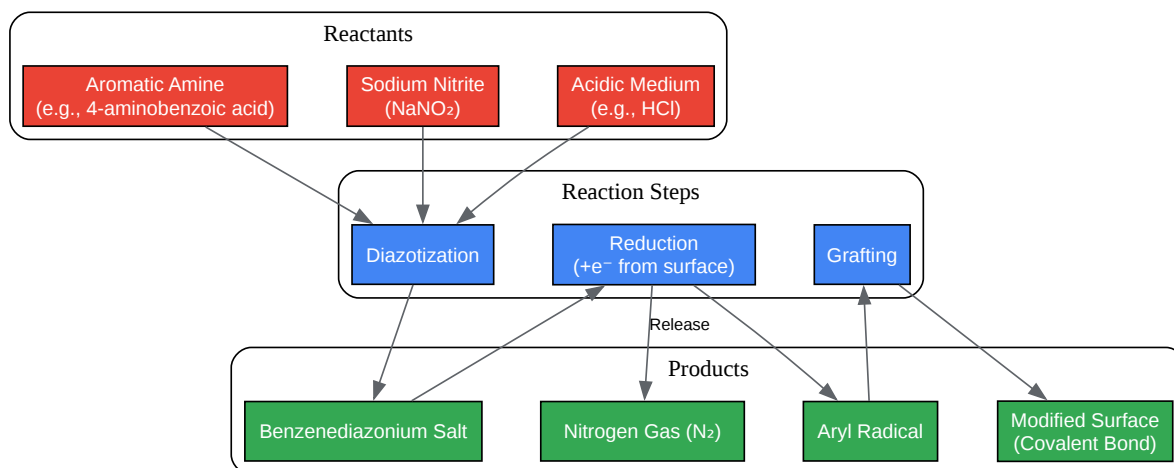 Reactants
Aromatic Amine
(e.g., 4-aminobenzoic acid)
Sodium Nitrite
(NaNO₂)
Acidic Medium
(e.g., HCl)
Reaction Steps
Diazotization
Reduction
(+e⁻ from surface)
Grafting
Release
Products
Benzenediazonium Salt
Nitrogen Gas (N₂)
Aryl Radical
Modified Surface
(Covalent Bond)